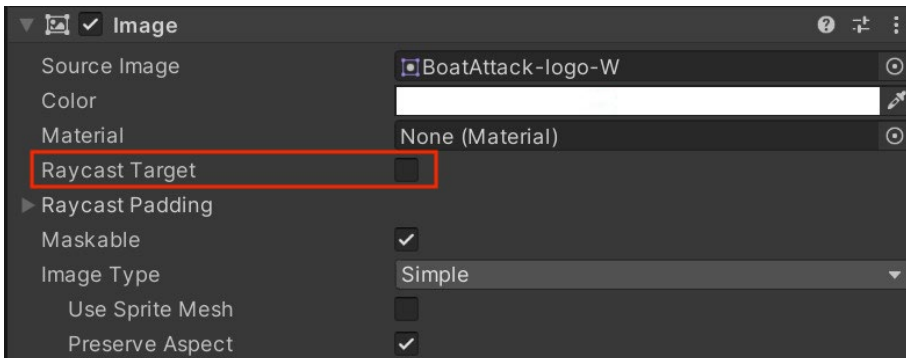 Image
Source Image BoatAttack-logo-W
Color
Material None (Material)
Raycast Target
Raycast Padding
Maskable
Image Type Simple
Use Sprite Mesh
Preserve Aspect